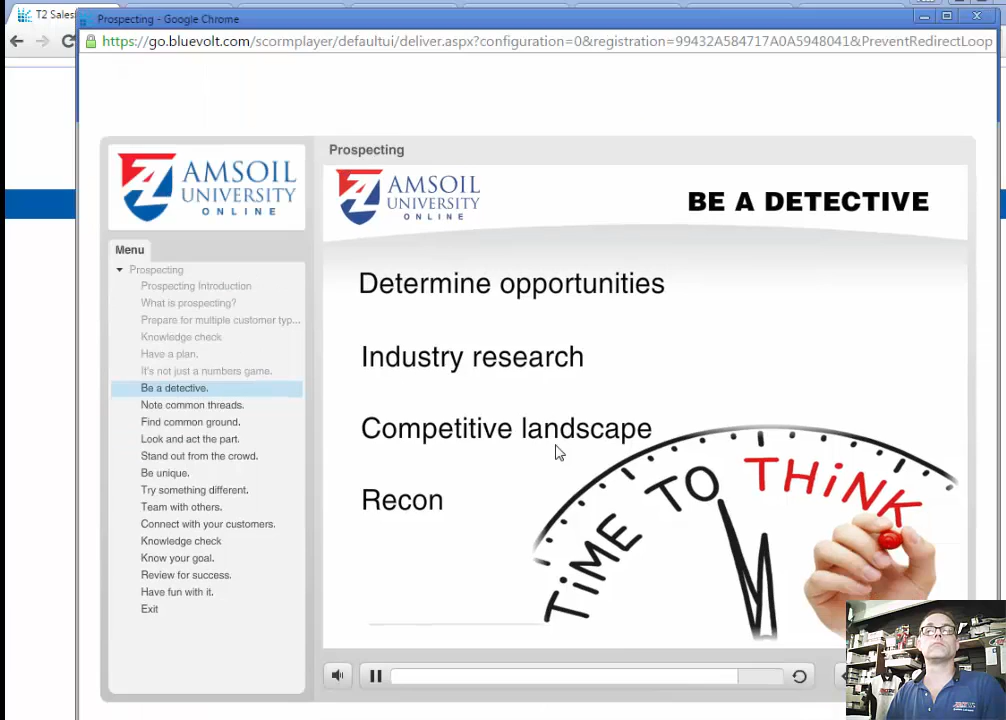 T2 Sales
Prospecting - Google Chrome
https://go.bluevolt.com/scormplayer/defaultui/deliver.aspx?configuration=0&registration=99432A584717A0A5948041&PreventRedirectLoop
Prospecting
AMSOIL
UNIVERSITY
ONLINE
AMSOIL
UNIVERSITY
ONLINE
BE A DETECTIVE
Menu
Prospecting
Prospecting Introduction
What is prospecting?
Prepare for multiple customer typ...
Knowledge check
Have a plan.
It's not just a numbers game.
Be a detective.
Note common threads.
Find common ground.
Look and act the part.
Stand out from the crowd.
Be unique.
Try something different.
Team with others.
Connect with your customers.
Knowledge check
Know your goal.
Review for success.
Have fun with it.
Exit
Determine opportunities
Industry research
Competitive landscape
Recon
TiME TO THiNK